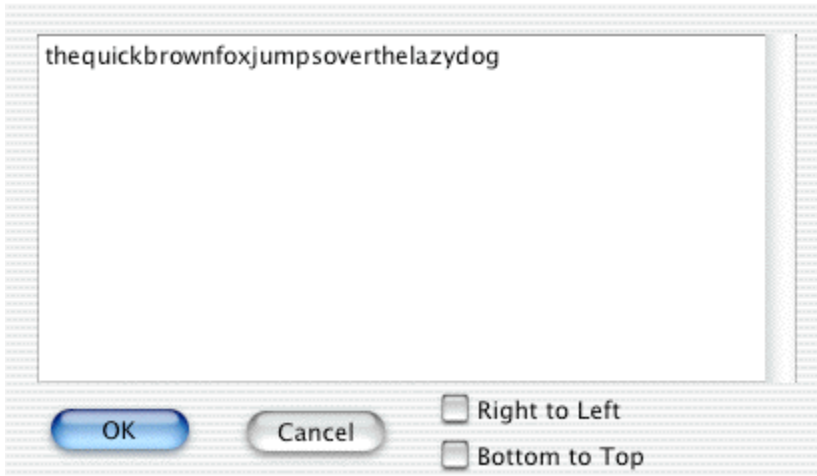 thequickbrownfoxjumpsoverthelazydog
OK
Cancel
Right to Left
Bottom to Top